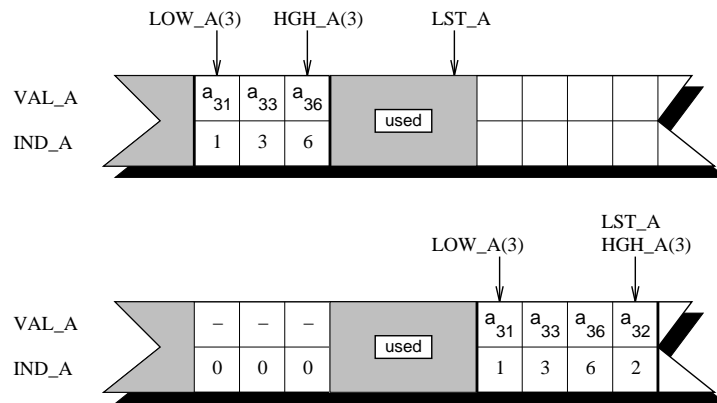 LOW_A(3) HGH_A(3) LST_A
VAL_A a31 a33 a36
used
IND_A 1 3 6
LST_A
LOW_A(3) HGH_A(3)
VAL_A – – – a31 a33 a36 a32
used
IND_A 0 0 0 1 3 6 2